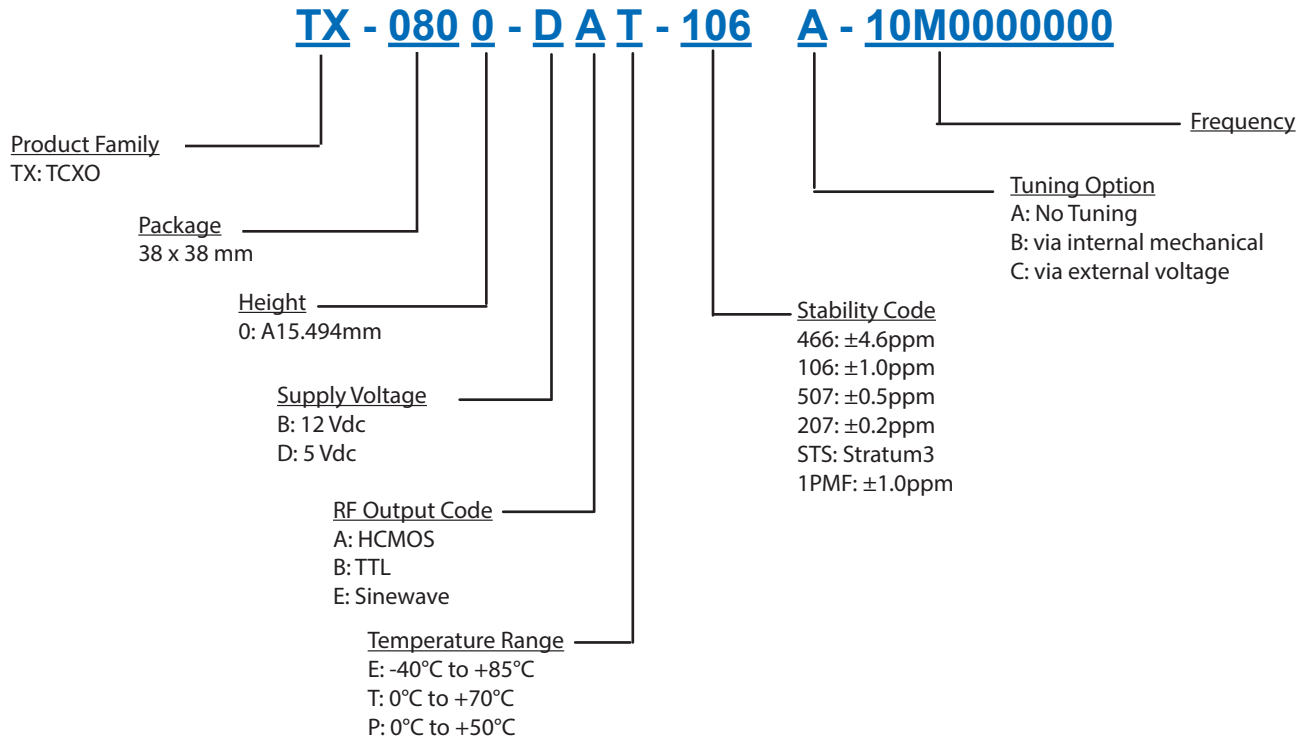 TX - 080 0 - D A T - 106 A - 10M0000000
Frequency
Product Family
TX: TCXO
Tuning Option
A: No Tuning
B: via internal mechanical
C: via external voltage
Package
38 x 38 mm
Height
0: A15.494mm
Stability Code
466: ±4.6ppm
106: ±1.0ppm
507: ±0.5ppm
207: ±0.2ppm
STS: Stratum3
1PMF: ±1.0ppm
Supply Voltage
B: 12 Vdc
D: 5 Vdc
RF Output Code
A: HCMOS
B: TTL
E: Sinewave
Temperature Range
E: -40°C to +85°C
T: 0°C to +70°C
P: 0°C to +50°C